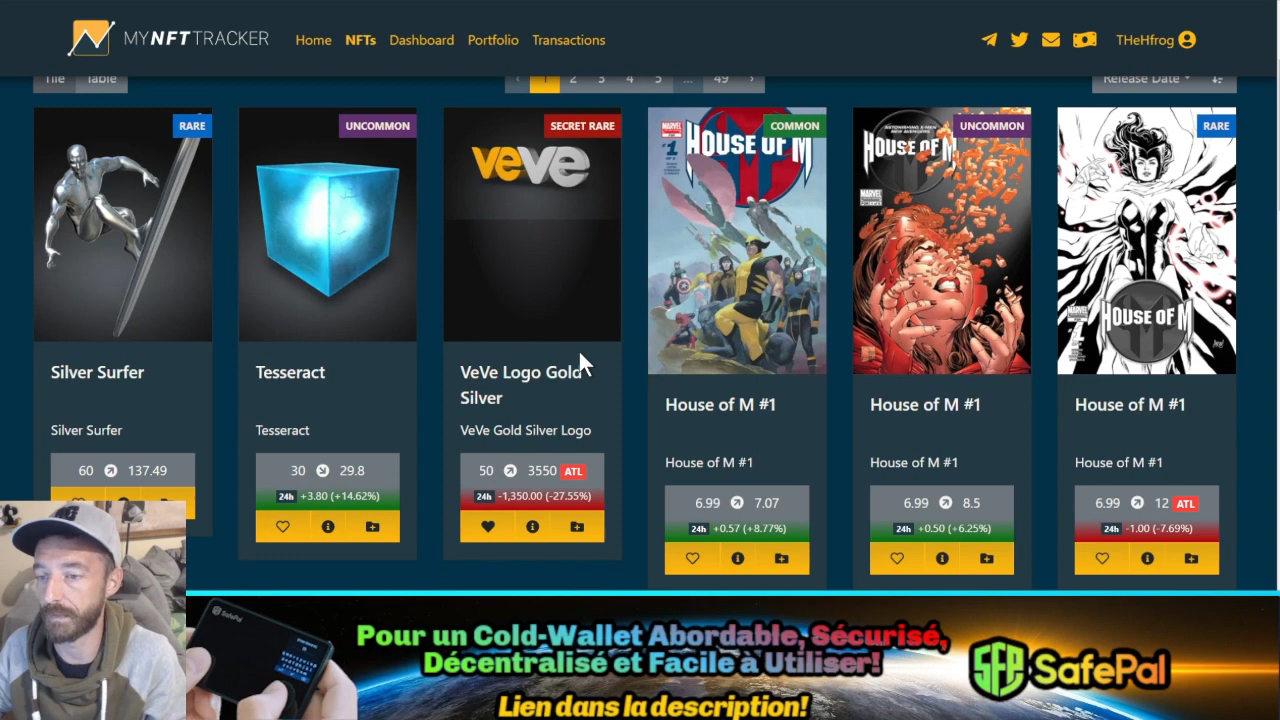 MYNFTTRACKER
Home NFTs Dashboard Portfolio Transactions
THeHfrog
Tile Table
‹ 1 2 3 4 5 ... 49 ›
Release Date
RARE
UNCOMMON
SECRET RARE
COMMON
UNCOMMON
RARE
veve
HOUSE OF M
#1
MARVEL
HOUSE OF M
MARVEL
HOUSE OF M
Silver Surfer
Silver Surfer
60 137.49
Tesseract
Tesseract
30 29.8
24h +3.80 (+14.62%)
VeVe Logo Gold
Silver
VeVe Gold Silver Logo
50 3550 ATL
24h -1,350.00 (-27.55%)
House of M #1
House of M #1
6.99 7.07
24h +0.57 (+8.77%)
House of M #1
House of M #1
6.99 8.5
24h +0.50 (+6.25%)
House of M #1
House of M #1
6.99 12 ATL
24h -1.00 (-7.69%)
SafePal
Pour un Cold-Wallet Abordable, Sécurisé,
Décentralisé et Facile à Utiliser!
Lien dans la description!
SFP SafePal